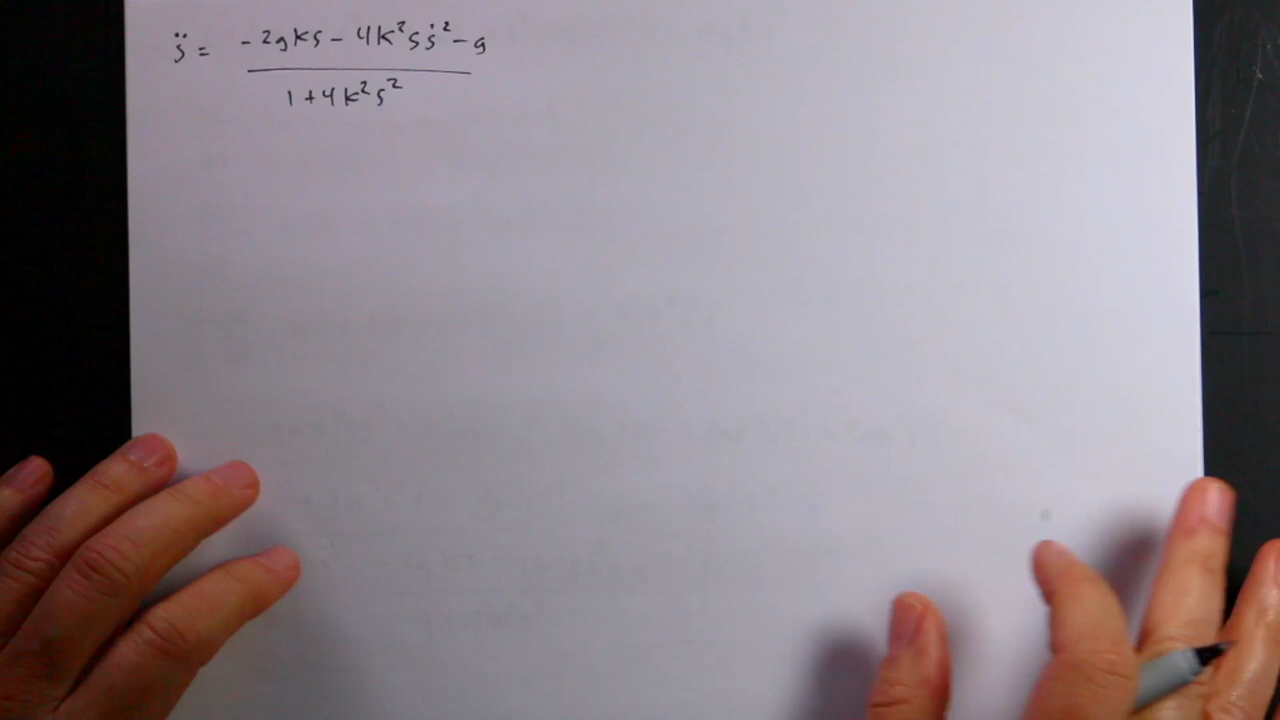 s̈ = (-2gks - 4k²sṡ² - g) / (1 + 4k²s²)